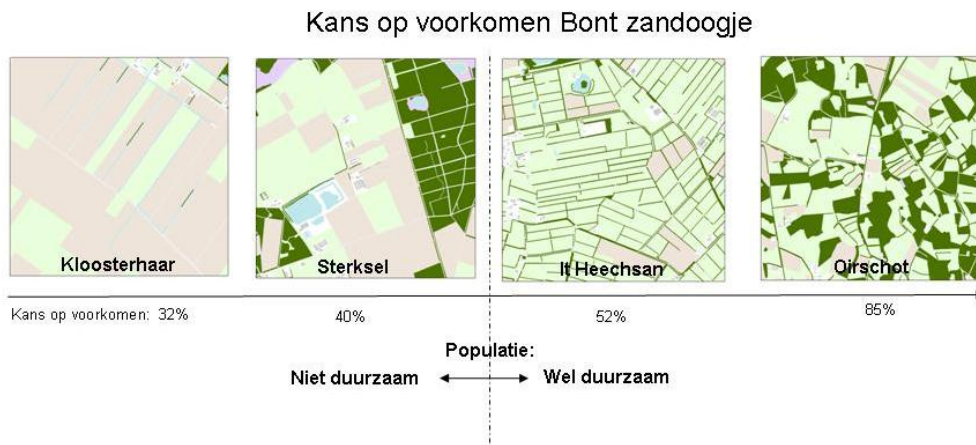 Kans op voorkomen Bont zandoogje
Kloosterhaar
Sterksel
It Heechsan
Oirschot
Kans op voorkomen: 32%
40%
52%
85%
Populatie:
Niet duurzaam
Wel duurzaam